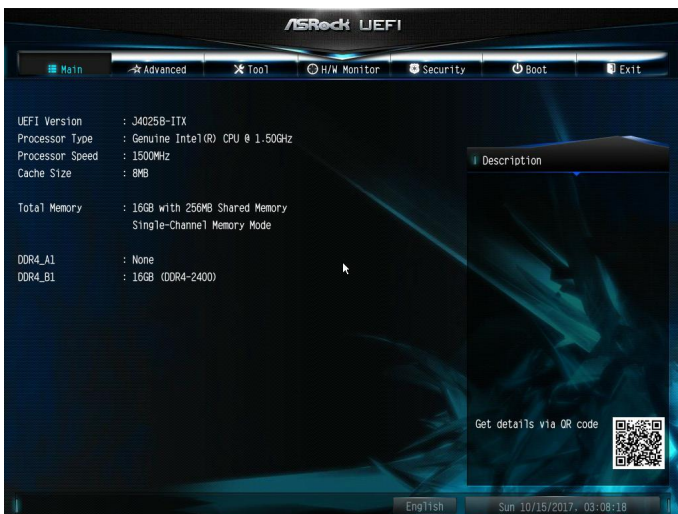 ASRock UEFI
Main Advanced Tool H/W Monitor Security Boot Exit
UEFI Version : J4025B-ITX
Processor Type : Genuine Intel(R) CPU @ 1.50GHz
Processor Speed : 1500MHz
Cache Size : 8MB
Total Memory : 16GB with 256MB Shared Memory
Single-Channel Memory Mode
DDR4_A1 : None
DDR4_B1 : 16GB (DDR4-2400)
Description
Get details via QR code
English Sun 10/15/2017. 03:08:18